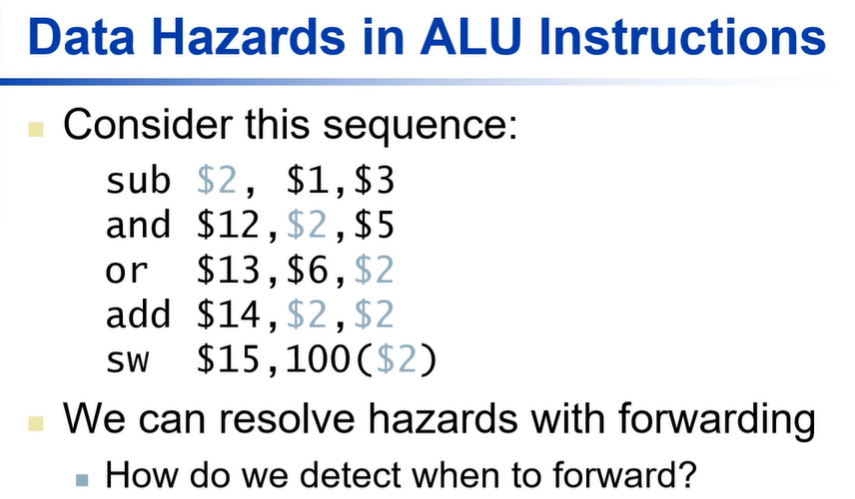 Data Hazards in ALU Instructions
Consider this sequence:
sub $2, $1,$3
and $12,$2,$5
or $13,$6,$2
add $14,$2,$2
sw $15,100($2)
We can resolve hazards with forwarding
How do we detect when to forward?